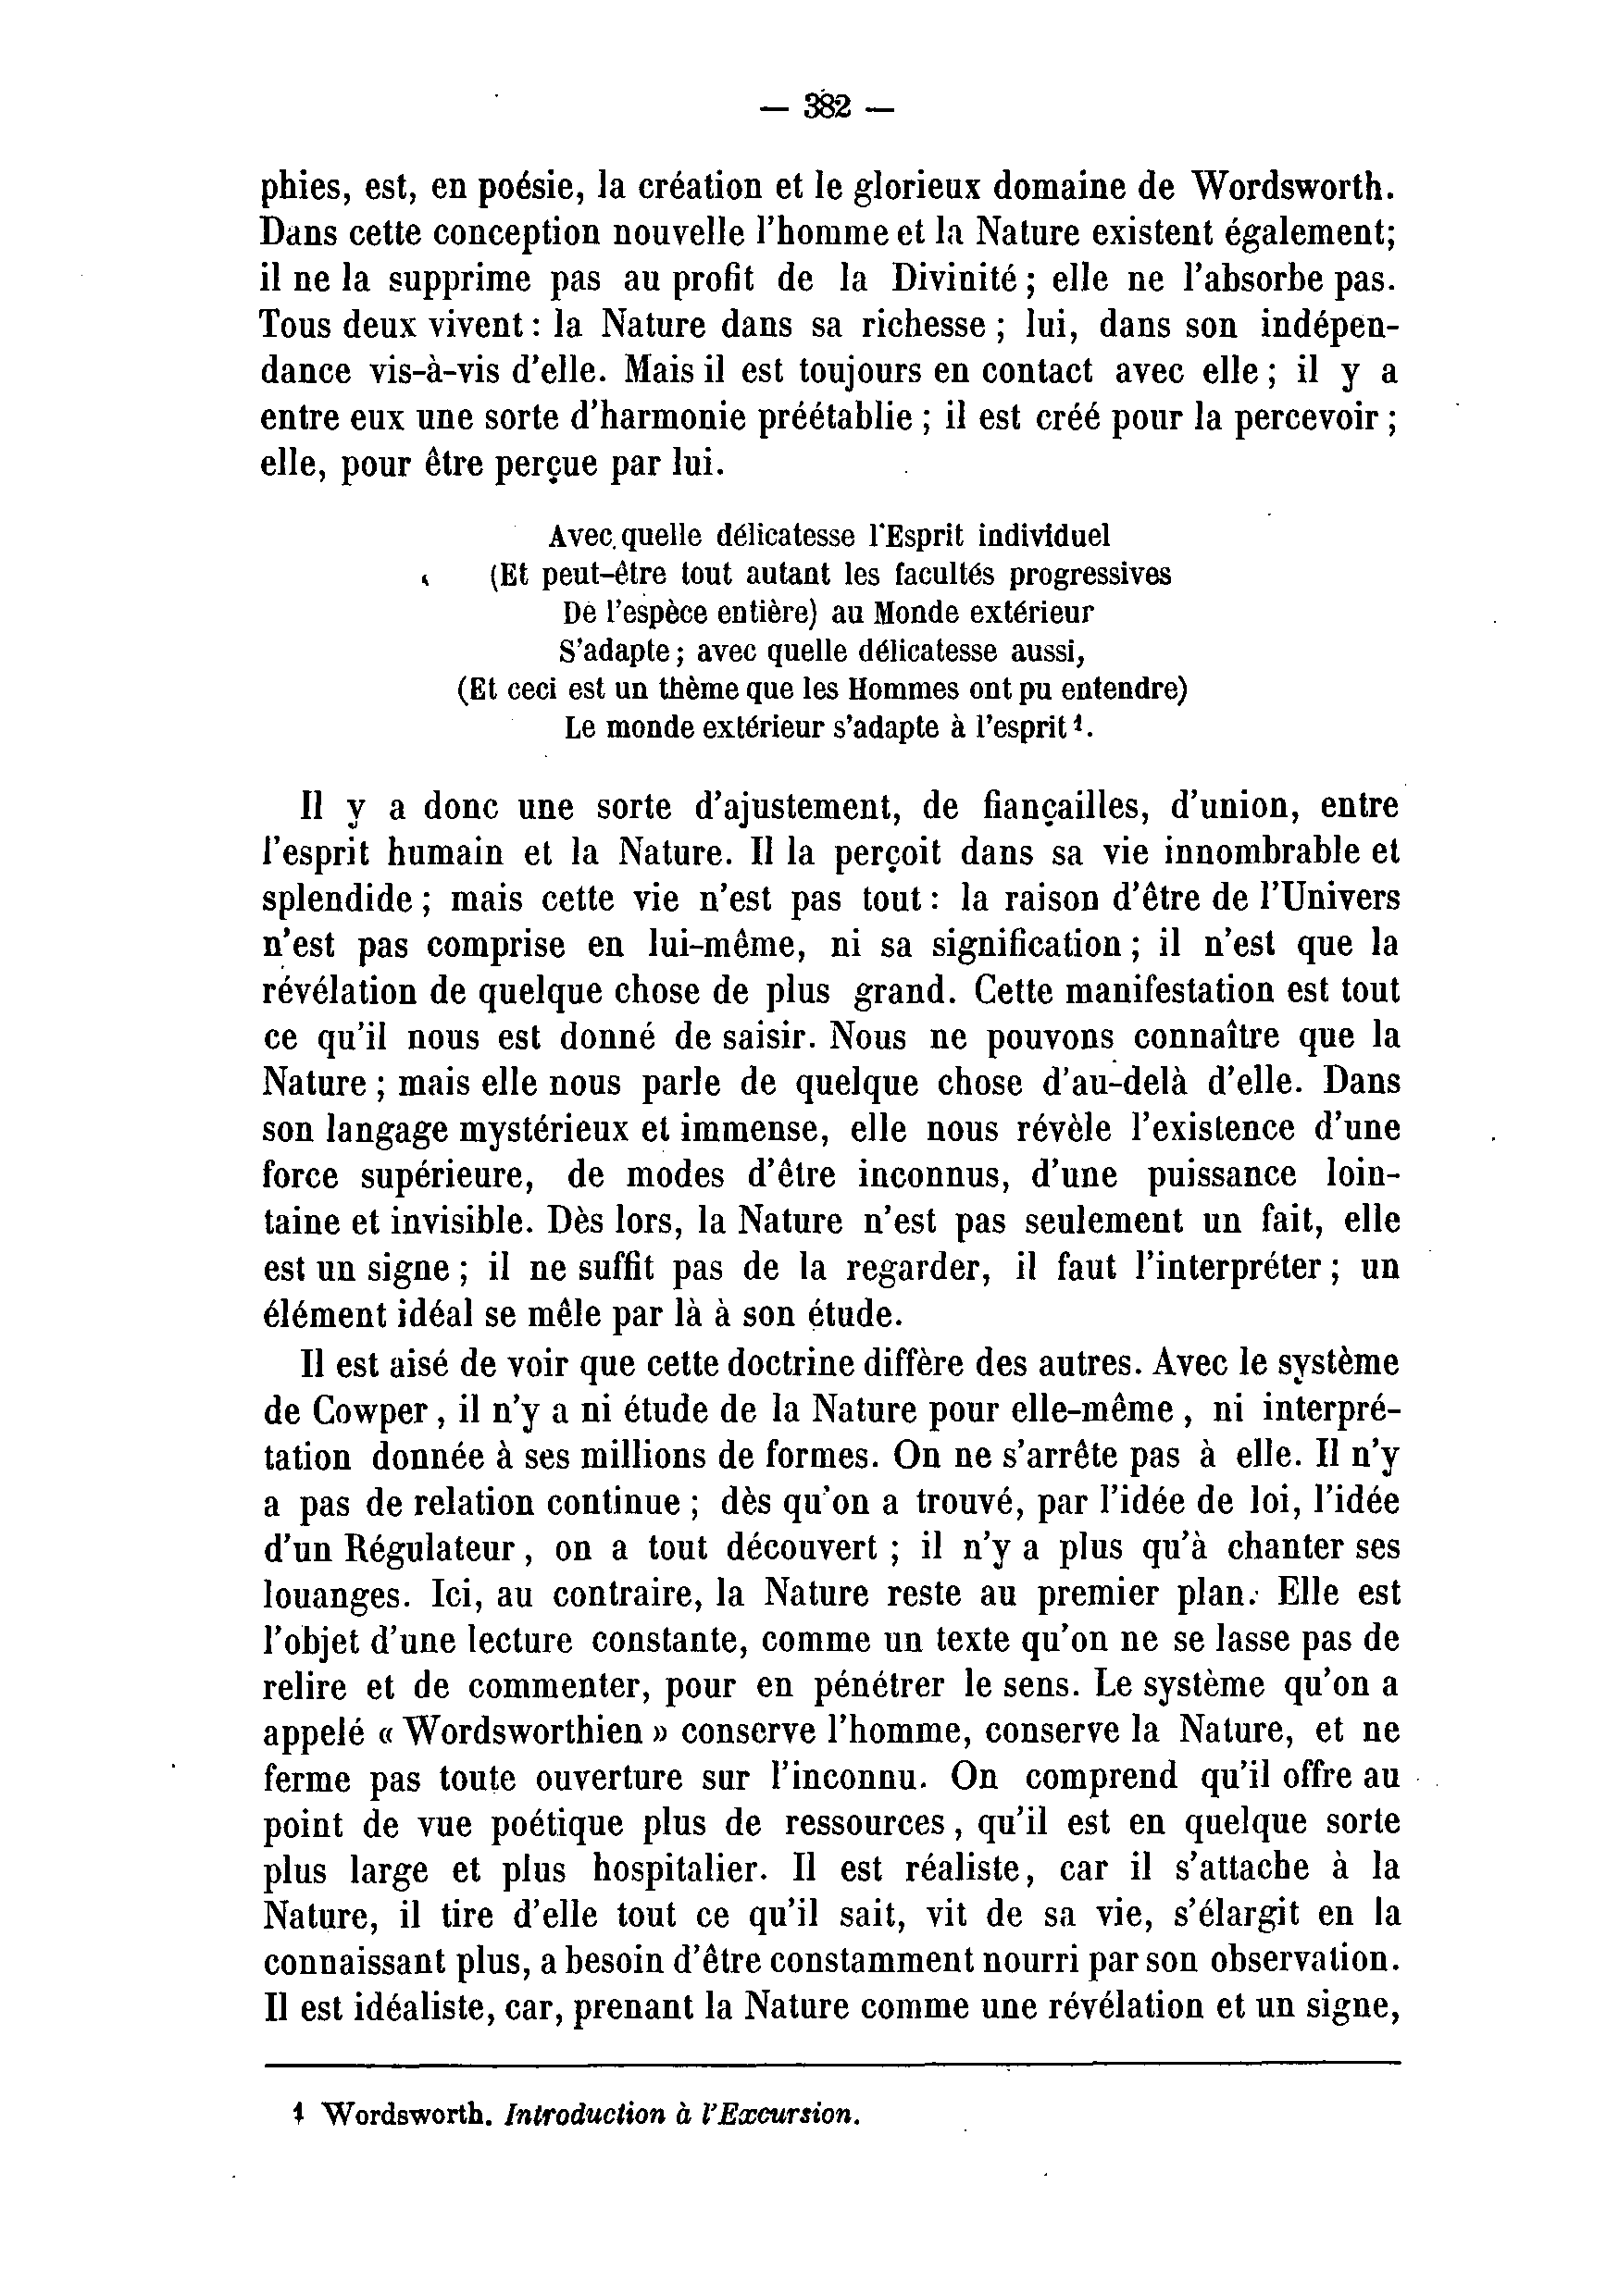 — 382 —
phies, est, en poésie, la création et le glorieux domaine de Wordsworth.
Dans cette conception nouvelle l'homme et la Nature existent également;
il ne la supprime pas au profit de la Divinité ; elle ne l'absorbe pas.
Tous deux vivent : la Nature dans sa richesse ; lui, dans son indépen-
dance vis-à-vis d'elle. Mais il est toujours en contact avec elle ; il y a
entre eux une sorte d'harmonie préétablie ; il est créé pour la percevoir ;
elle, pour être perçue par lui.
Avec quelle délicatesse l'Esprit individuel
(Et peut-être tout autant les facultés progressives
De l'espèce entière) au Monde extérieur
S'adapte ; avec quelle délicatesse aussi,
(Et ceci est un thème que les Hommes ont pu entendre)
Le monde extérieur s'adapte à l'esprit ¹.
Il y a donc une sorte d'ajustement, de fiançailles, d'union, entre
l'esprit humain et la Nature. Il la perçoit dans sa vie innombrable et
splendide ; mais cette vie n'est pas tout : la raison d'être de l'Univers
n'est pas comprise en lui-même, ni sa signification ; il n'est que la
révélation de quelque chose de plus grand. Cette manifestation est tout
ce qu'il nous est donné de saisir. Nous ne pouvons connaître que la
Nature ; mais elle nous parle de quelque chose d'au-delà d'elle. Dans
son langage mystérieux et immense, elle nous révèle l'existence d'une
force supérieure, de modes d'être inconnus, d'une puissance loin-
taine et invisible. Dès lors, la Nature n'est pas seulement un fait, elle
est un signe ; il ne suffit pas de la regarder, il faut l'interpréter ; un
élément idéal se mêle par là à son étude.
Il est aisé de voir que cette doctrine diffère des autres. Avec le système
de Cowper , il n'y a ni étude de la Nature pour elle-même , ni interpré-
tation donnée à ses millions de formes. On ne s'arrête pas à elle. Il n'y
a pas de relation continue ; dès qu'on a trouvé, par l'idée de loi, l'idée
d'un Régulateur , on a tout découvert ; il n'y a plus qu'à chanter ses
louanges. Ici, au contraire, la Nature reste au premier plan. Elle est
l'objet d'une lecture constante, comme un texte qu'on ne se lasse pas de
relire et de commenter, pour en pénétrer le sens. Le système qu'on a
appelé « Wordsworthien » conserve l'homme, conserve la Nature, et ne
ferme pas toute ouverture sur l'inconnu. On comprend qu'il offre au
point de vue poétique plus de ressources , qu'il est en quelque sorte
plus large et plus hospitalier. Il est réaliste, car il s'attache à la
Nature, il tire d'elle tout ce qu'il sait, vit de sa vie, s'élargit en la
connaissant plus, a besoin d'être constamment nourri par son observation.
Il est idéaliste, car, prenant la Nature comme une révélation et un signe,
¹ Wordsworth. Introduction à l'Excursion.